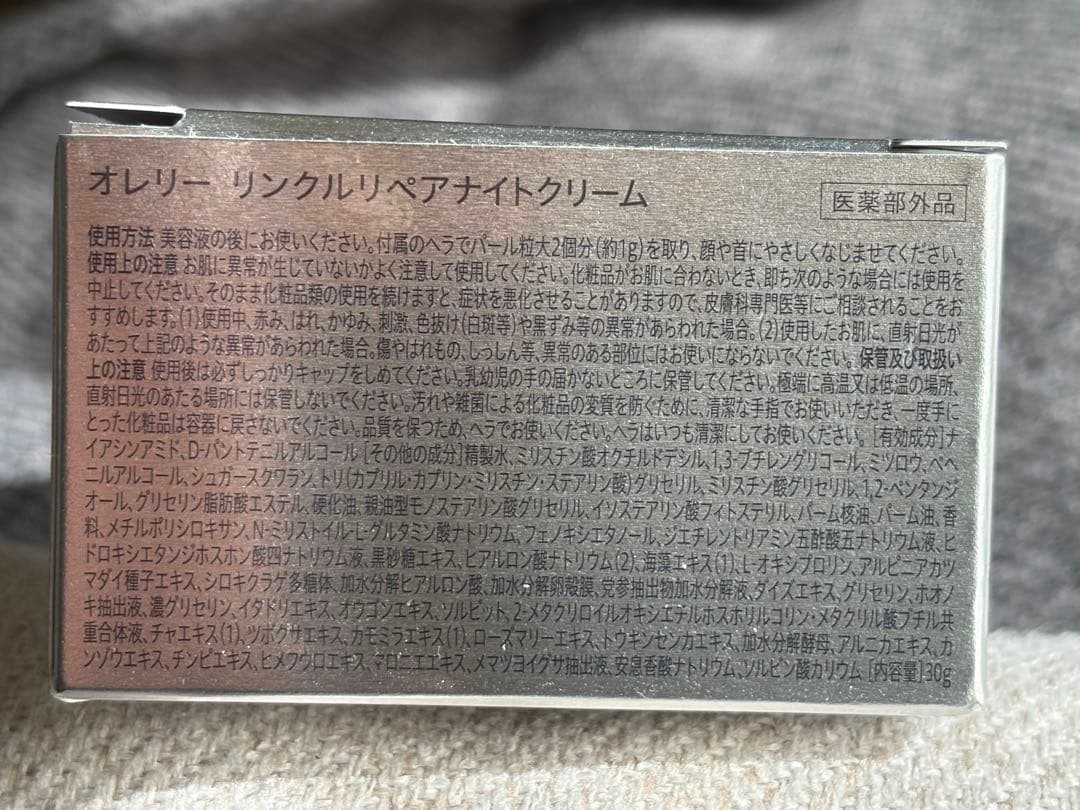 オレリー リンクルリペアナイトクリーム
医薬部外品
使用方法 美容液の後にお使いください。付属のヘラでパール粒大2個分(約1g)を取り、顔や首にやさしくなじませてください。
使用上の注意 お肌に異常が生じていないかよく注意して使用してください。化粧品がお肌に合わないとき、即ち次のような場合には使用を
中止してください。そのまま化粧品類の使用を続けますと、症状を悪化させることがありますので、皮膚科専門医等にご相談されることをお
すすめします。(1)使用中、赤み、はれ、かゆみ、刺激、色抜け(白斑等)や黒ずみ等の異常があらわれた場合。(2)使用したお肌に、直射日光が
あたって上記のような異常があらわれた場合。傷やはれもの、しっしん等、異常のある部位にはお使いにならないでください。保管及び取扱い
上の注意 使用後は必ずしっかりキャップをしめてください。乳幼児の手の届かないところに保管してください。極端に高温又は低温の場所、
直射日光のあたる場所には保管しないでください。汚れや雑菌による化粧品の変質を防ぐために、清潔な手指でお使いいただき、一度手に
とった化粧品は容器に戻さないでください。品質を保つため、ヘラでお使いください。ヘラはいつも清潔にしてお使いください。[有効成分]ナ
イアシンアミド、D-パントテニルアルコール [その他の成分]精製水、ミリスチン酸オクチルドデシル、1,3-ブチレングリコール、ミツロウ、ベヘ
ニルアルコール、シュガースクワラン、トリ(カプリル・カプリン・ミリスチン・ステアリン酸)グリセリル、ミリスチン酸グリセリル、1,2-ペンタンジ
オール、グリセリン脂肪酸エステル、硬化油、親油型モノステアリン酸グリセリル、イソステアリン酸フィトステリル、パーム核油、パーム油、香
料、メチルポリシロキサン、N-ミリストイル-L-グルタミン酸ナトリウム、フェノキシエタノール、ジエチレントリアミン五酢酸五ナトリウム液、ヒ
ドロキシエタンジホスホン酸四ナトリウム液、黒砂糖エキス、ヒアルロン酸ナトリウム(2)、海藻エキス(1)、L-オキシプロリン、アルピニアカツ
マダイ種子エキス、シロキクラゲ多糖体、加水分解ヒアルロン酸、加水分解卵殻膜、党参抽出物加水分解液、ダイズエキス、グリセリン、ホオノ
キ抽出液、濃グリセリン、イタドリエキス、オウゴンエキス、ソルビット、2-メタクリロイルオキシエチルホスホリルコリン・メタクリル酸ブチル共
重合体液、チャエキス(1)、ツボクサエキス、カモミラエキス(1)、ローズマリーエキス、トウキンセンカエキス、加水分解酵母、アルニカエキス、カ
ンゾウエキス、チンピエキス、ヒメフウロエキス、マロニエエキス、メマツヨイグサ抽出液、安息香酸ナトリウム、ソルビン酸カリウム [内容量]30g